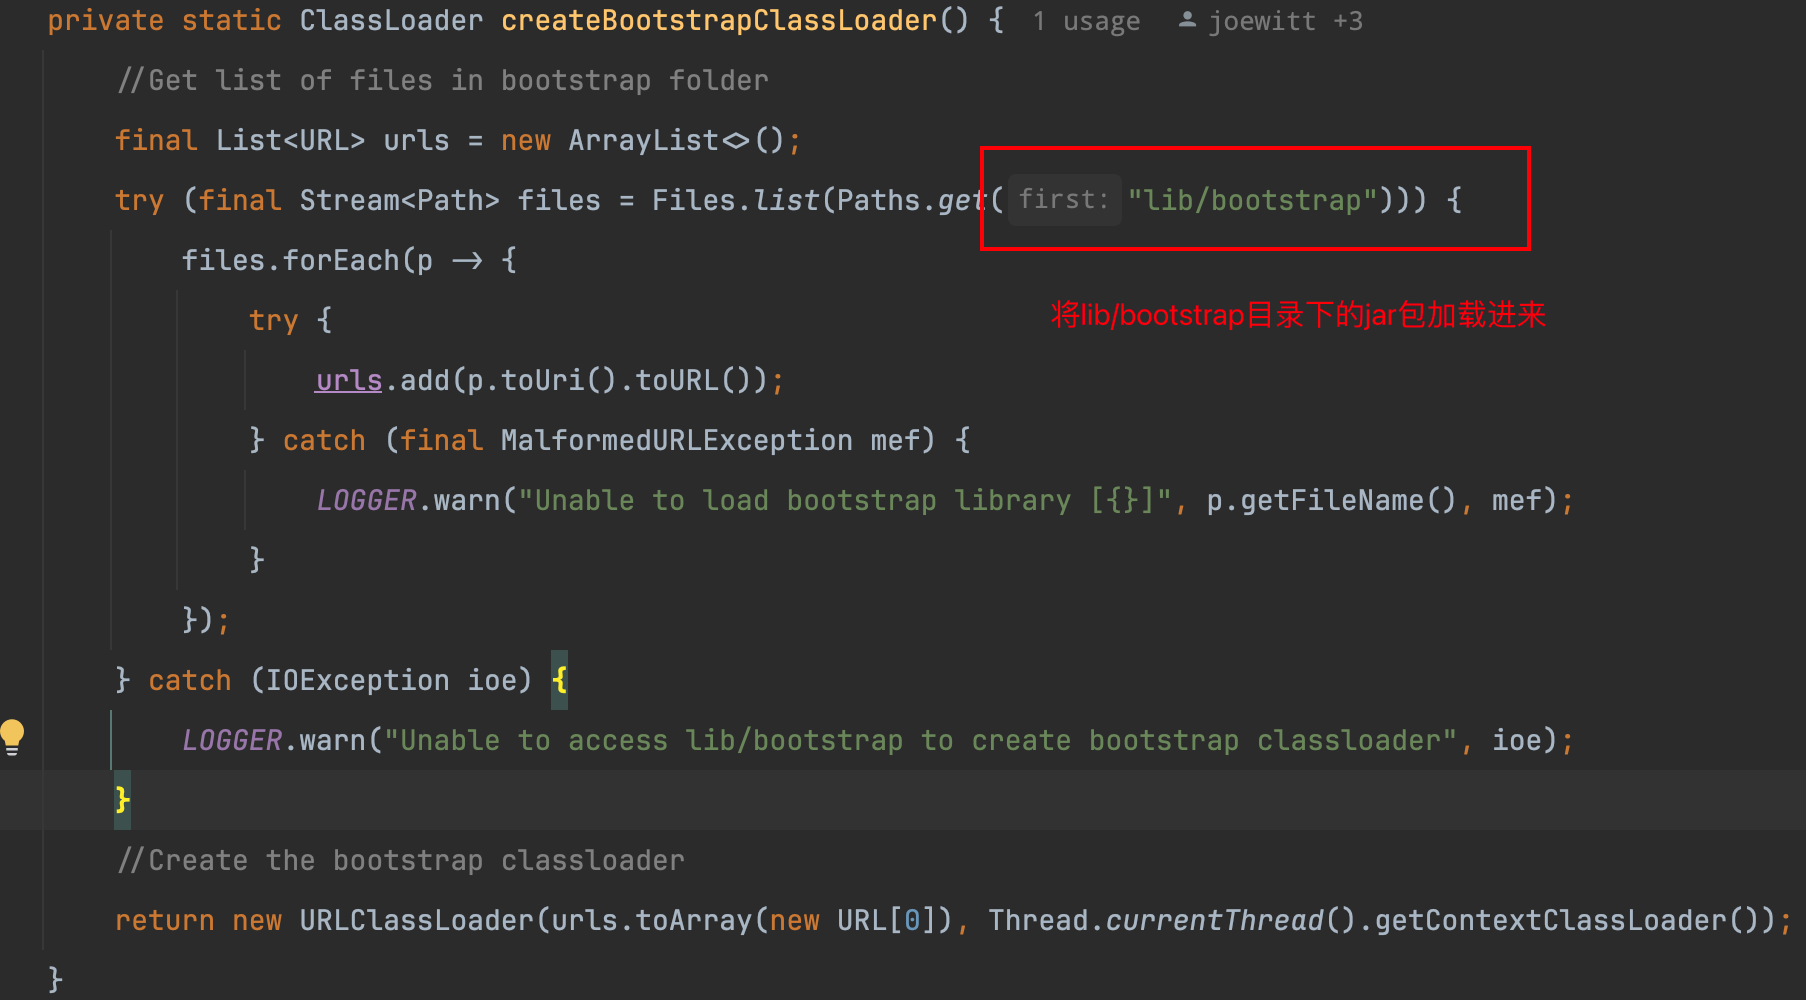 private static ClassLoader createBootstrapClassLoader() { 1 usage joewitt +3
//Get list of files in bootstrap folder
final List<URL> urls = new ArrayList<>();
try (final Stream<Path> files = Files.list(Paths.get( first: "lib/bootstrap"))) {
files.forEach(p -> {
将lib/bootstrap目录下的jar包加载进来
try {
urls.add(p.toUri().toURL());
} catch (final MalformedURLException mef) {
LOGGER.warn("Unable to load bootstrap library [{}]", p.getFileName(), mef);
}
});
} catch (IOException ioe) {
LOGGER.warn("Unable to access lib/bootstrap to create bootstrap classloader", ioe);
}
//Create the bootstrap classloader
return new URLClassLoader(urls.toArray(new URL[0]), Thread.currentThread().getContextClassLoader());
}